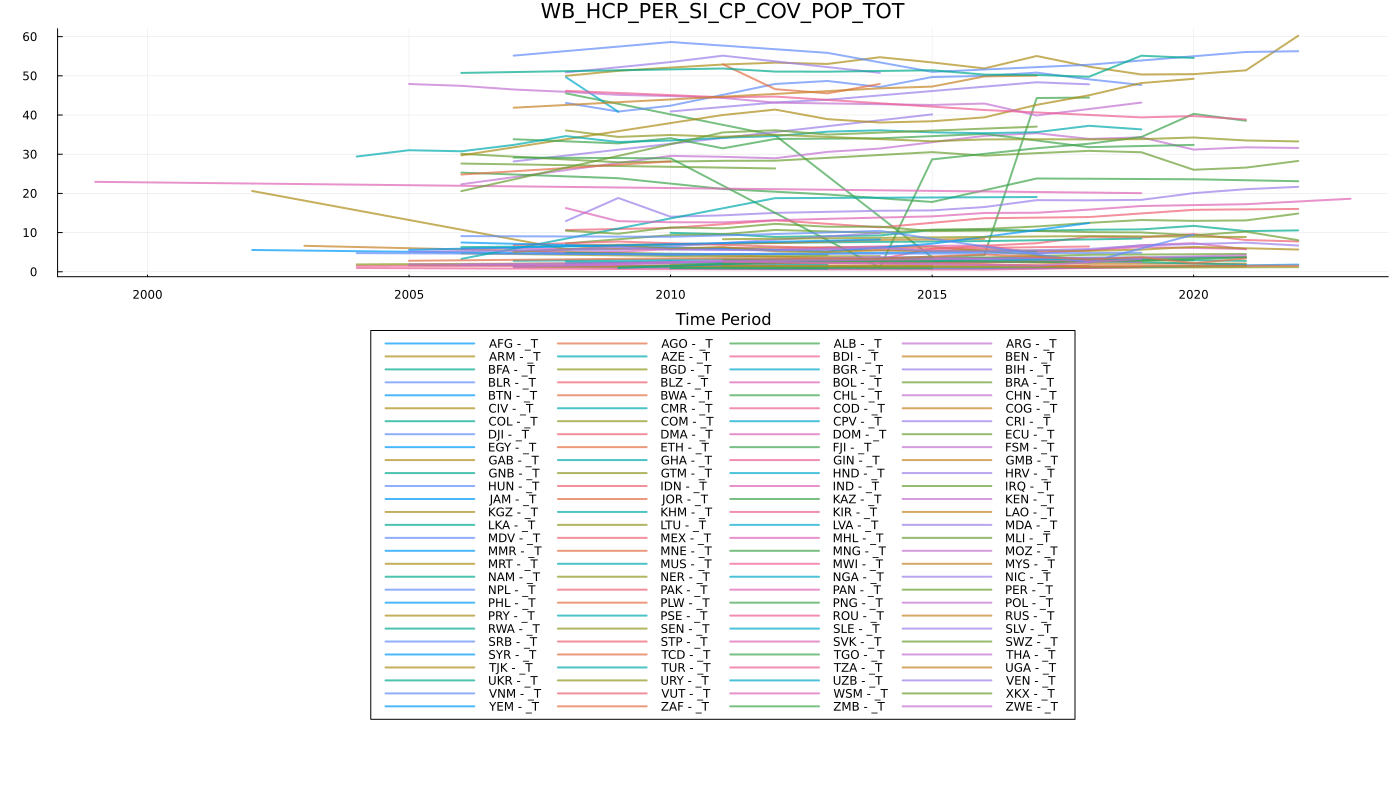 WB_HCP_PER_SI_CP_COV_POP_TOT
60
50
40
30
20
10
0
2000 2005 2010 2015 2020
Time Period
AFG - _T AGO - _T ALB - _T ARG - _T
ARM - _T AZE - _T BDI - _T BEN - _T
BFA - _T BGD - _T BGR - _T BIH - _T
BLR - _T BLZ - _T BOL - _T BRA - _T
BTN - _T BWA - _T CHL - _T CHN - _T
CIV - _T CMR - _T COD - _T COG - _T
COL - _T COM - _T CPV - _T CRI - _T
DJI - _T DMA - _T DOM - _T ECU - _T
EGY - _T ETH - _T FJI - _T FSM - _T
GAB - _T GHA - _T GIN - _T GMB - _T
GNB - _T GTM - _T HND - _T HRV - _T
HUN - _T IDN - _T IND - _T IRQ - _T
JAM - _T JOR - _T KAZ - _T KEN - _T
KGZ - _T KHM - _T KIR - _T LAO - _T
LKA - _T LTU - _T LVA - _T MDA - _T
MDV - _T MEX - _T MHL - _T MLI - _T
MMR - _T MNE - _T MNG - _T MOZ - _T
MRT - _T MUS - _T MWI - _T MYS - _T
NAM - _T NER - _T NGA - _T NIC - _T
NPL - _T PAK - _T PAN - _T PER - _T
PHL - _T PLW - _T PNG - _T POL - _T
PRY - _T PSE - _T ROU - _T RUS - _T
RWA - _T SEN - _T SLE - _T SLV - _T
SRB - _T STP - _T SVK - _T SWZ - _T
SYR - _T TCD - _T TGO - _T THA - _T
TJK - _T TUR - _T TZA - _T UGA - _T
UKR - _T URY - _T UZB - _T VEN - _T
VNM - _T VUT - _T WSM - _T XKX - _T
YEM - _T ZAF - _T ZMB - _T ZWE - _T